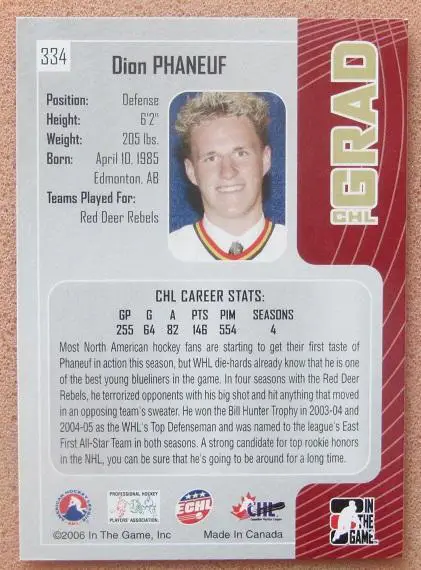 334
Dion PHANEUF
Position: Defense
Height: 6'2"
Weight: 205 lbs.
Born: April 10, 1985
Edmonton, AB
Teams Played For:
Red Deer Rebels
CHL GRAD
CHL CAREER STATS:
GP G A PTS PIM SEASONS
255 64 82 146 554 4
Most North American hockey fans are starting to get their first taste of
Phaneuf in action this season, but WHL die-hards already know that he is one
of the best young blueliners in the game. In four seasons with the Red Deer
Rebels, he terrorized opponents with his big shot and hit anything that moved
in an opposing team's sweater. He won the Bill Hunter Trophy in 2003-04 and
2004-05 as the WHL's Top Defenseman and was named to the league's East
First All-Star Team in both seasons. A strong candidate for top rookie honors
in the NHL, you can be sure that he's going to be around for a long time.
AHL
PROFESSIONAL HOCKEY
PLAYERS' ASSOCIATION.
ECHL
CHL
IN
THE
GAME
©2006 In The Game, Inc Made In Canada